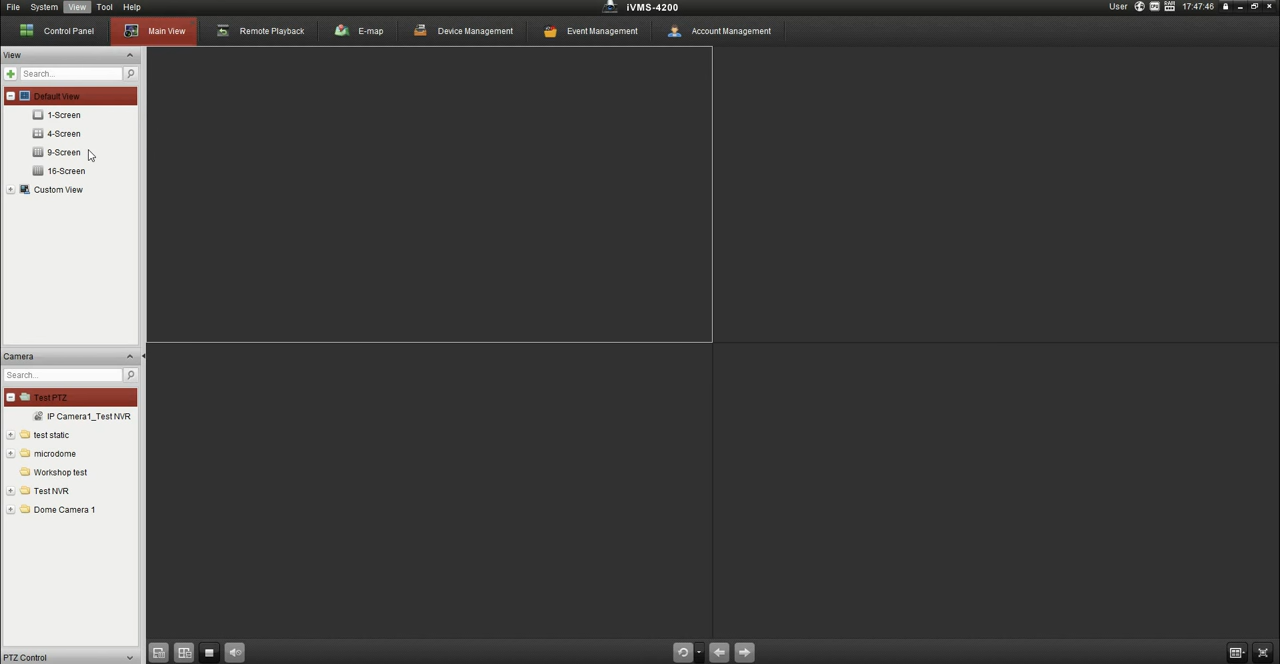 File System View Tool Help iVMS-4200 User 17:47:46
Control Panel Main View Remote Playback E-map Device Management Event Management Account Management
View
Search...
Default View
1-Screen
4-Screen
9-Screen
16-Screen
Custom View
Camera
Search...
Test PTZ
IP Camera1_Test NVR
test static
microdome
Workshop test
Test NVR
Dome Camera 1
PTZ Control